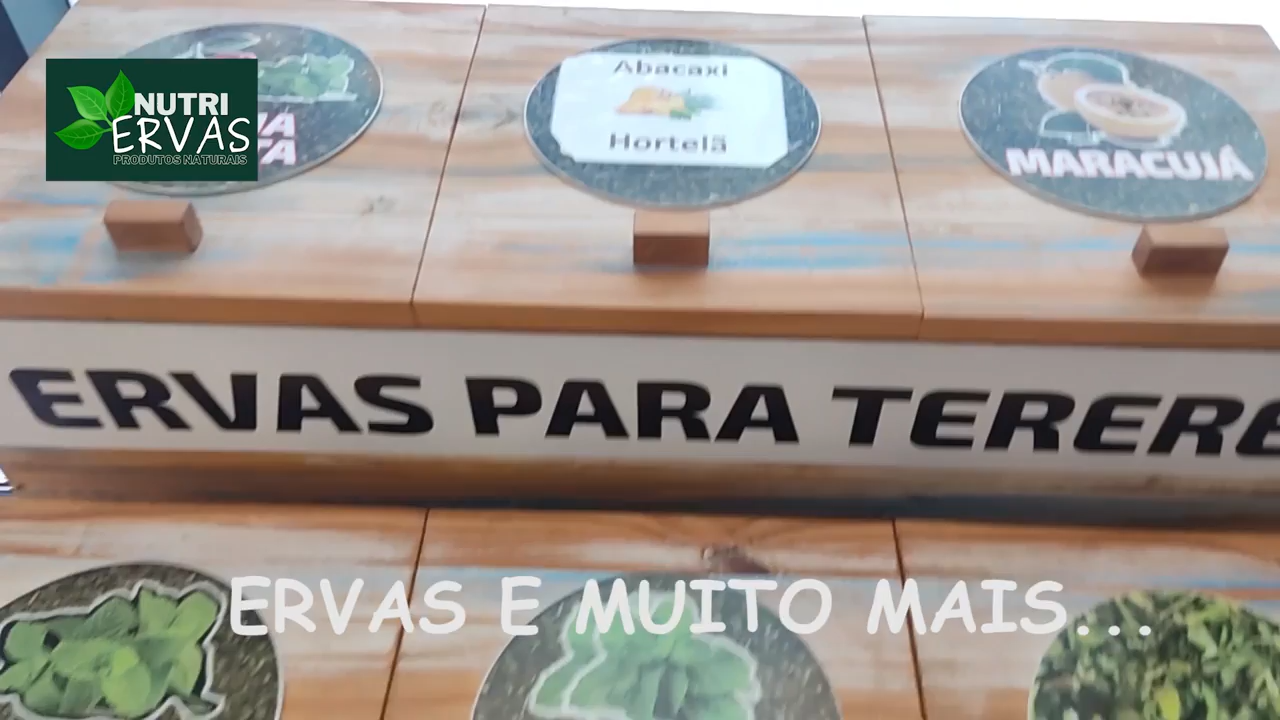 NUTRI
ERVAS
PRODUTOS NATURAIS
Abacaxi
Hortelã
MARACUJÁ
ERVAS PARA TERERE
ERVAS E MUITO MAIS...